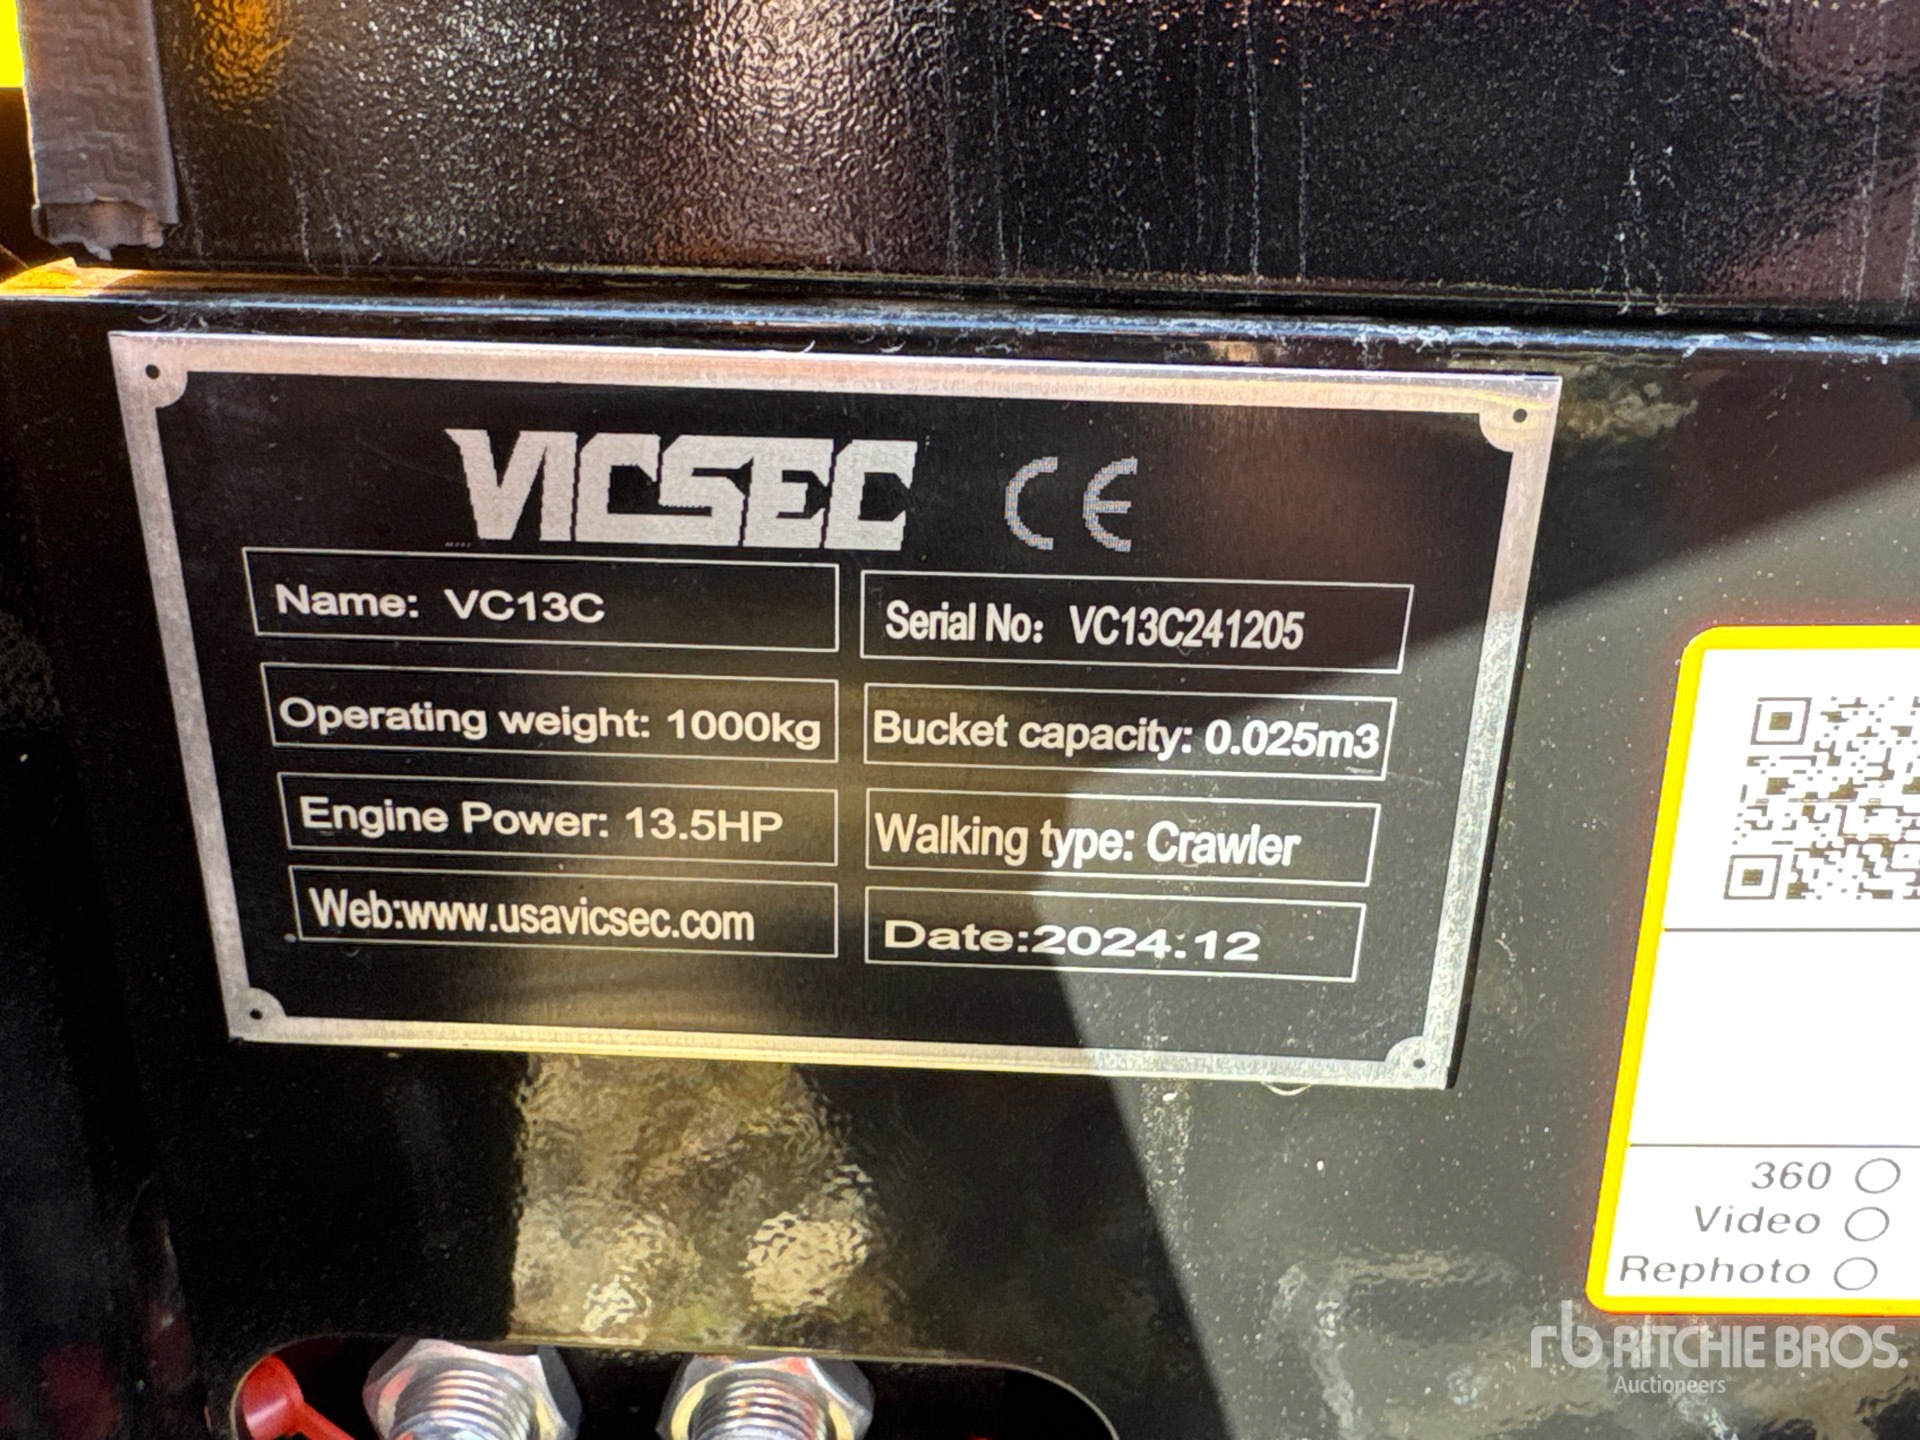 VICSEC CE
Name: VC13C
Serial No: VC13C241205
Operating weight: 1000kg
Bucket capacity: 0.025m3
Engine Power: 13.5HP
Walking type: Crawler
Web:www.usavicsec.com
Date:2024.12
360
Video
Rephoto
rb RITCHIE BROS.
Auctioneers